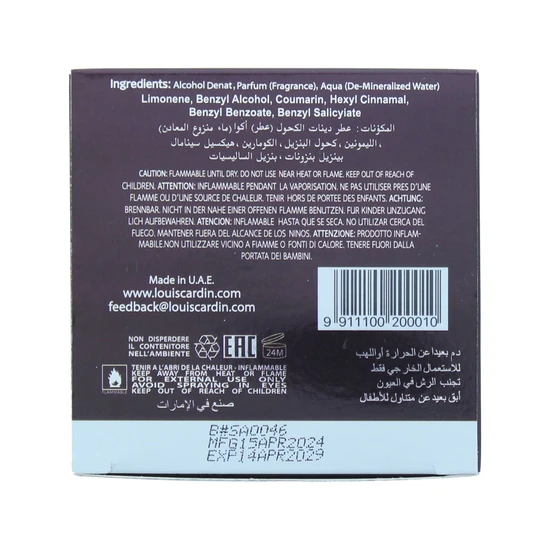 Ingredients: Alcohol Denat, Parfum (Fragrance), Aqua (De-Mineralized Water)
Limonene, Benzyl Alcohol, Coumarin, Hexyl Cinnamal,
Benzyl Benzoate, Benzyl Salicyiate
المكوّنات: عطر دينات الكحول (عطر) أكوا (ماء منزوع المعادن)
، الليمونين، كحول البنزيل، الكومارين، هيكسيل سينامال
بينزيل بنزونات، بنزيل الساليسيات
CAUTION: FLAMMABLE UNTIL DRY. DO NOT USE NEAR HEAT OR FLAME. KEEP OUT OF REACH OF
CHILDREN. ATTENTION: INFLAMMABLE PENDANT LA VAPORISATION. NE PAS UTILISER PRES D'UNE
FLAMME OU D'UNE SOURCE DE CHALEUR. TENIR HORS DE PORTEE DES ENFANTS. ACHTUNG:
BRENNBAR. NICHT IN DER NAHE EINER OFFENEN FLAMME BENUTZEN. FUR KINDER UNZUGANG
LICH AUFBEWAHREN. ATENCION: INFLAMABLE HASTA QUE SE SECA. NO UTILIZAR CERCA DEL
FUEGO. MANTENER FUERA DEL ALCANCE DE LOS NINOS. ATTENZIONE: PRODOTTO INFLAM-
MABILE.NON UTILIZZARE VICINO A FIAMME O FONTI DI CALORE. TENERE FUORI DALLA
PORTATA DEI BAMBINI.
Made in U.A.E.
www.louiscardin.com
feedback@louiscardin.com
9 911100 200010
NON DISPERDERE
IL CONTENITORE
NELL'AMBIENTE
EAC
24M
د.م بعيدا عن الحرارة أو اللهب
للاستعمال الخارجي فقط
تجنب الرش في العيون
أبق بعيد عن متناول للأطفال
FLAMMABLE
TENIR A L'ABRI DE LA CHALEUR - INFLAMMABLE
KEEP AWAY FROM HEAT OR FLAME
FOR EXTERNAL USE ONLY
AVOID SPRAYING IN EYES
KEEP OUT OF REACH OF CHILDREN
صنع في الإمارات
B#SA0046
MFG15APR2024
EXP14APR2029